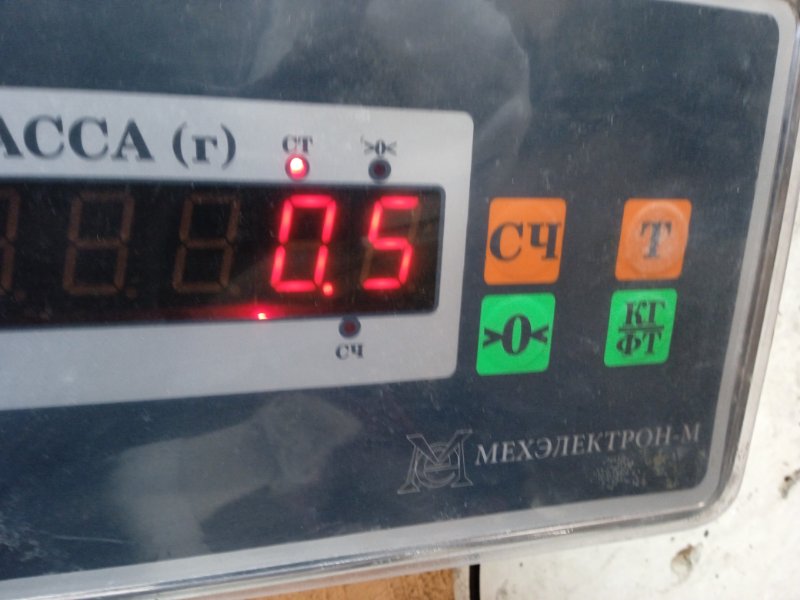 АССА (г)
СТ
>0<
0.5
СЧ
СЧ
Т
>0<
КГ
ФТ
МЕХЭЛЕКТРОН-М